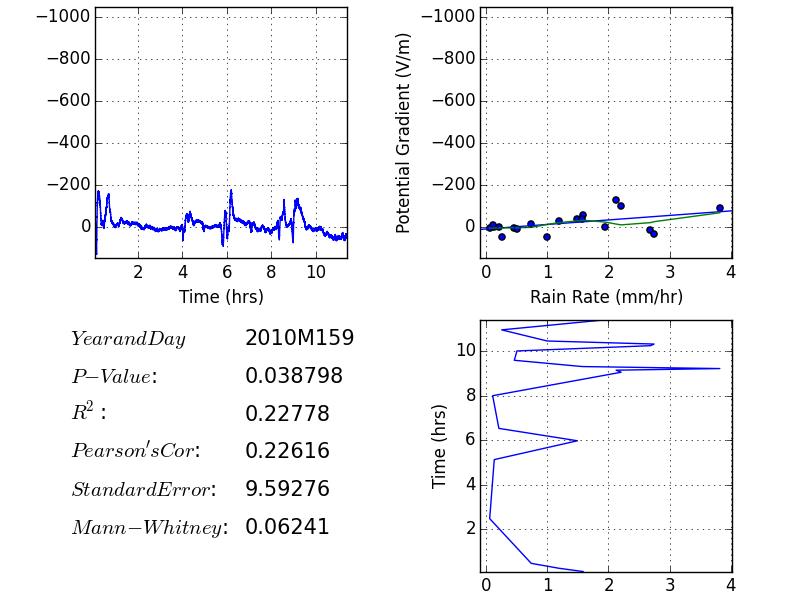 −1000
−800
−600
−400
−200
0
2 4 6 8 10
Time (hrs)
Potential Gradient (V/m)
−1000
−800
−600
−400
−200
0
0 1 2 3 4
Rain Rate (mm/hr)
YearandDay 2010M159
P−Value: 0.038798
R²: 0.22778
Pearson'sCor: 0.22616
StandardError: 9.59276
Mann−Whitney: 0.06241
Time (hrs)
10
8
6
4
2
0 1 2 3 4